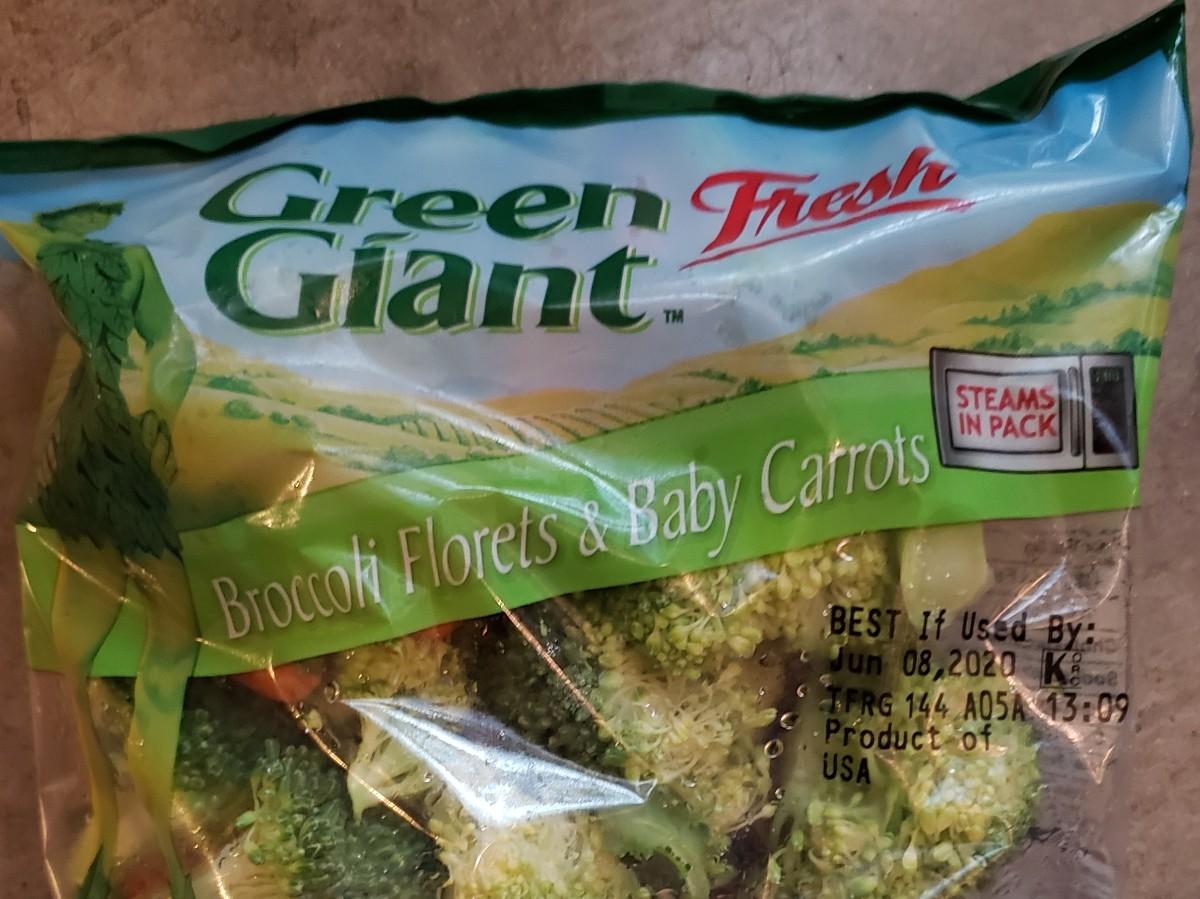 Green
Giant™
Fresh
STEAMS
IN PACK
Broccoli Florets & Baby Carrots
BEST If Used By:
Jun 08,2020 K
TFRG 144 A05A 13:09
Product of
USA